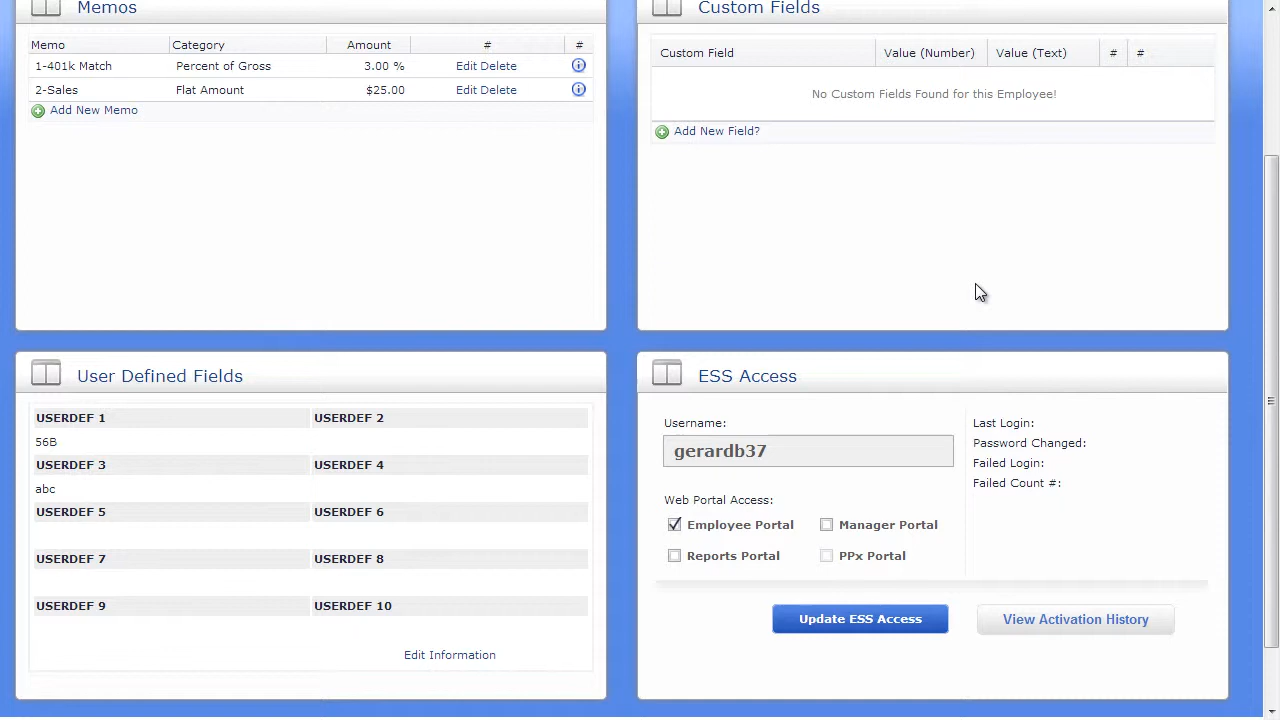 Memos
Memo Category Amount # #
1-401k Match Percent of Gross 3.00 % Edit Delete
2-Sales Flat Amount $25.00 Edit Delete
Add New Memo
Custom Fields
Custom Field Value (Number) Value (Text) # #
No Custom Fields Found for this Employee!
Add New Field?
User Defined Fields
USERDEF 1 USERDEF 2
56B
USERDEF 3 USERDEF 4
abc
USERDEF 5 USERDEF 6
USERDEF 7 USERDEF 8
USERDEF 9 USERDEF 10
Edit Information
ESS Access
Username:
gerardb37
Web Portal Access:
Employee Portal Manager Portal
Reports Portal PPx Portal
Last Login:
Password Changed:
Failed Login:
Failed Count #:
Update ESS Access View Activation History